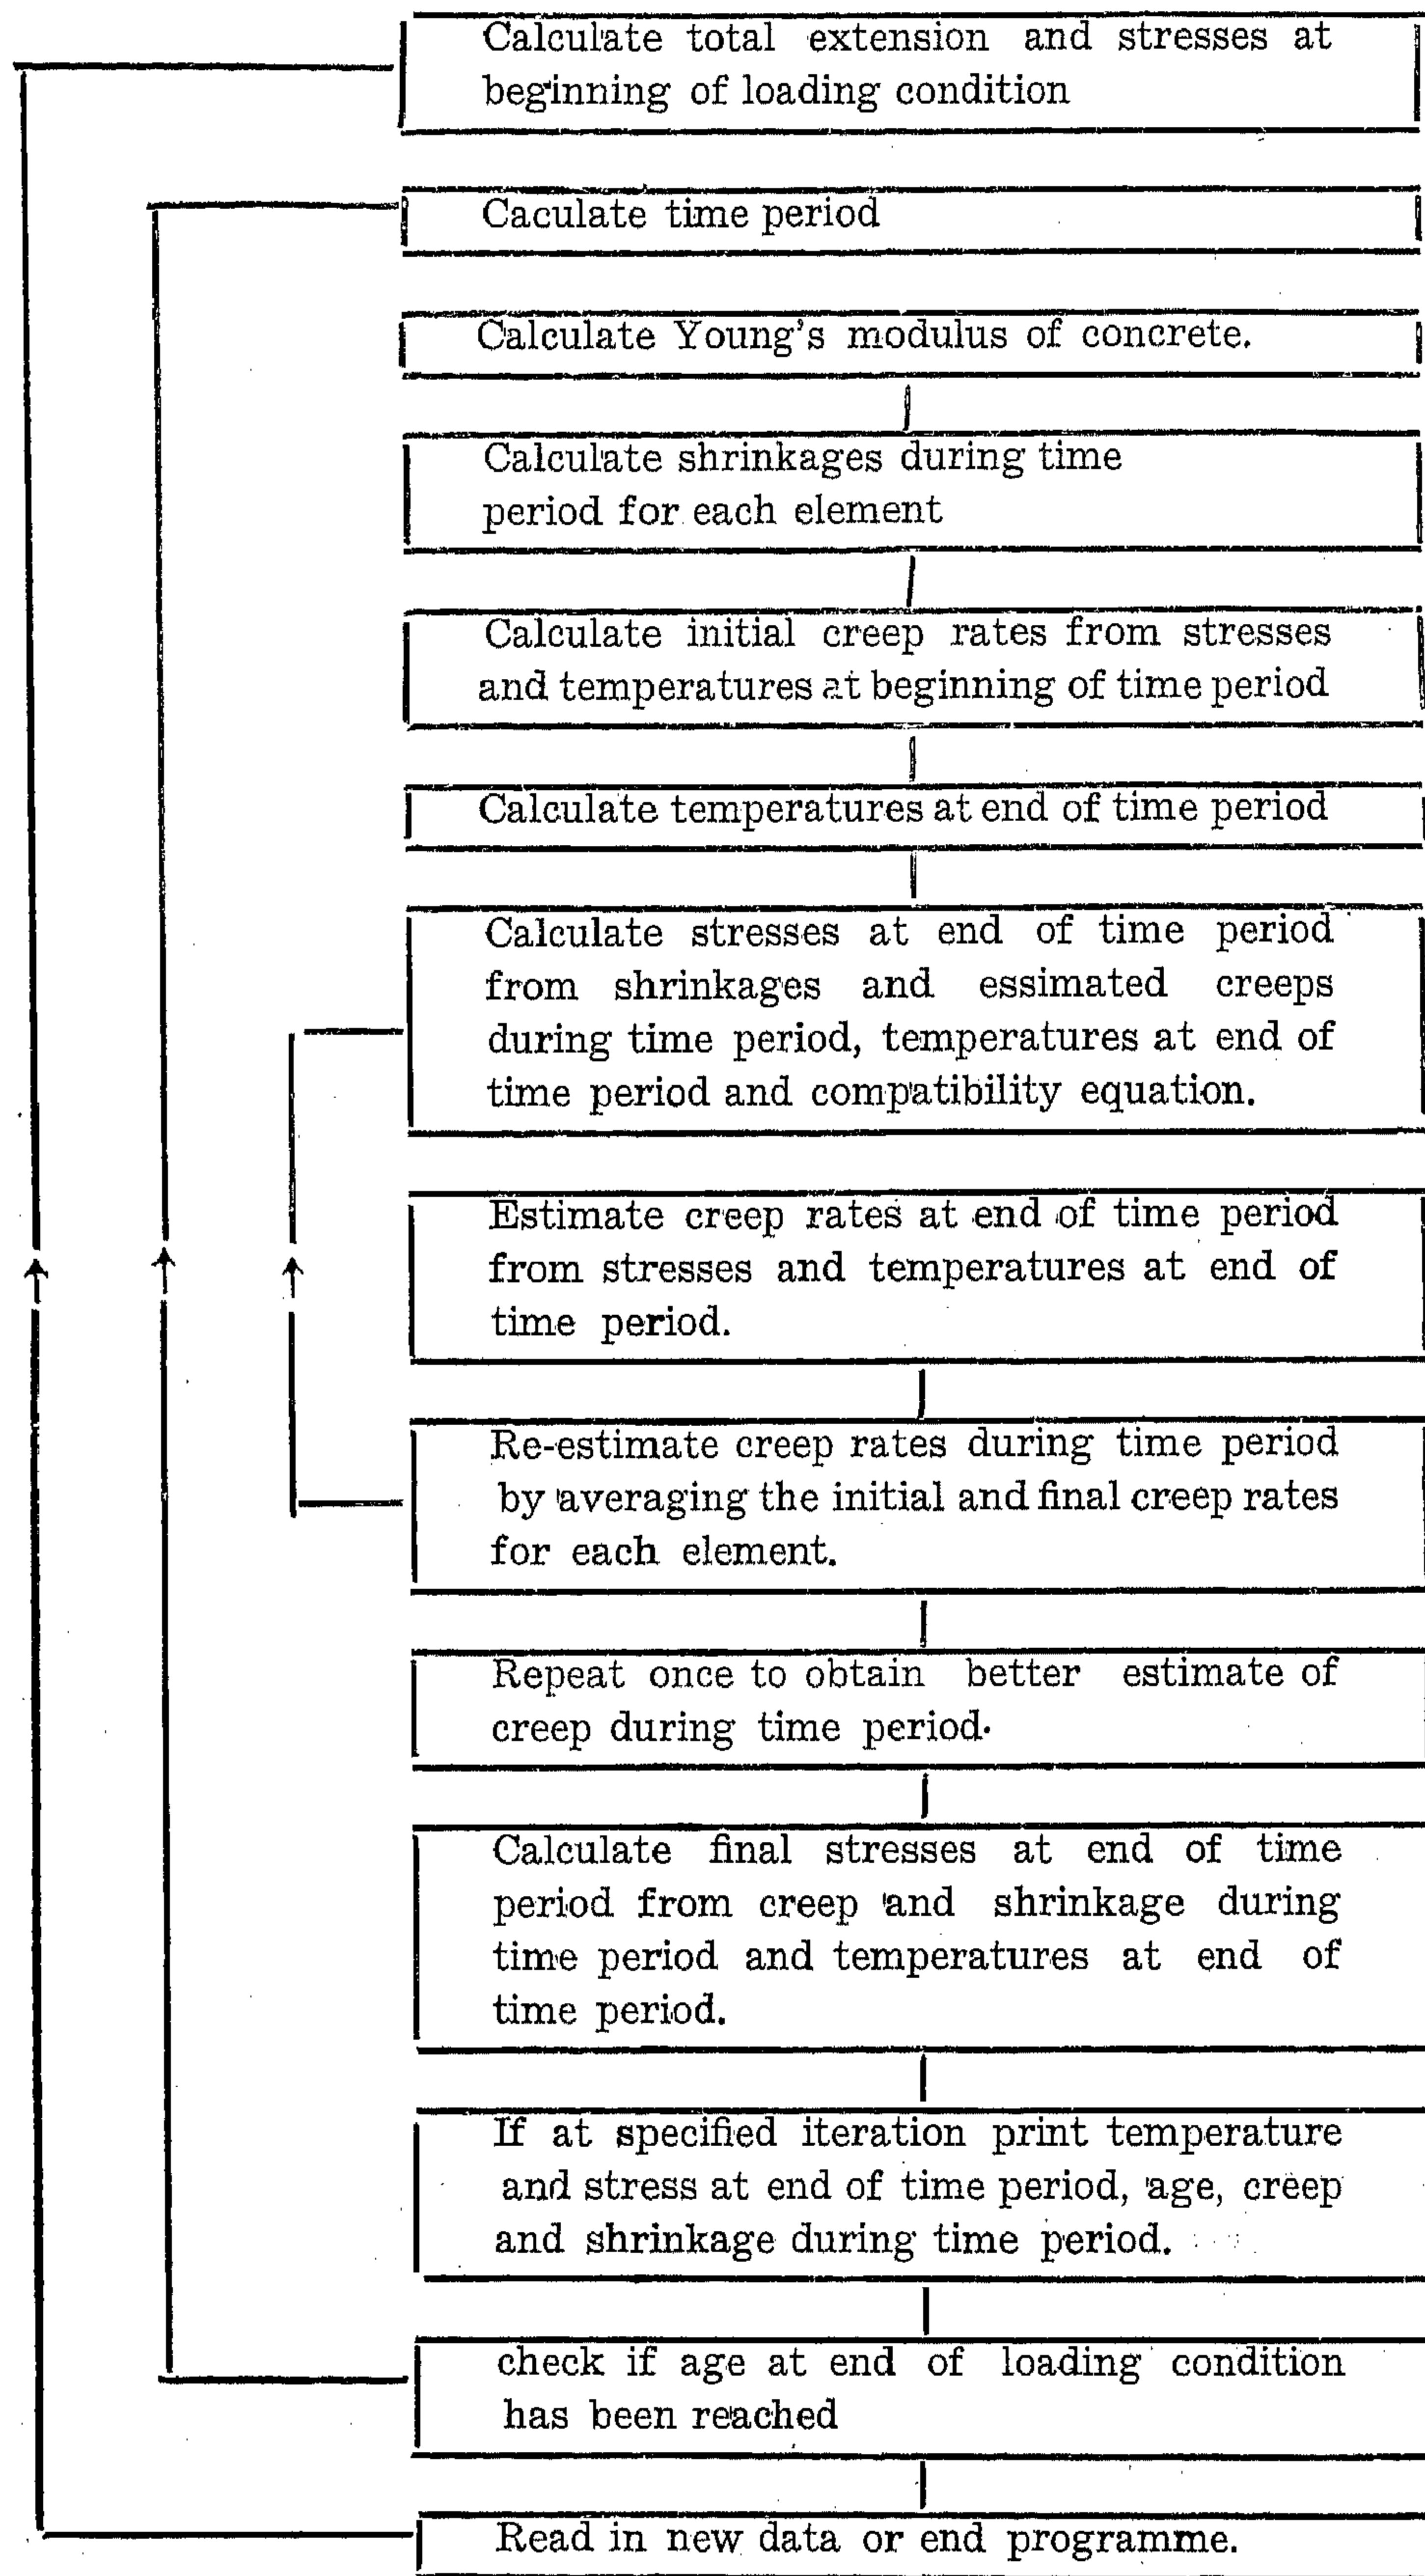 Calculate total extension and stresses at
beginning of loading condition
Caculate time period
Calculate Young's modulus of concrete.
Calculate shrinkages during time
period for each element
Calculate initial creep rates from stresses
and temperatures at beginning of time period
Calculate temperatures at end of time period
Calculate stresses at end of time period
from shrinkages and essimated creeps
during time period, temperatures at end of
time period and compatibility equation.
Estimate creep rates at end of time period
from stresses and temperatures at end of
time period.
Re-estimate creep rates during time period
by averaging the initial and final creep rates
for each element.
Repeat once to obtain better estimate of
creep during time period.
Calculate final stresses at end of time
period from creep and shrinkage during
time period and temperatures at end of
time period.
If at specified iteration print temperature
and stress at end of time period, age, creep
and shrinkage during time period.
check if age at end of loading condition
has been reached
Read in new data or end programme.